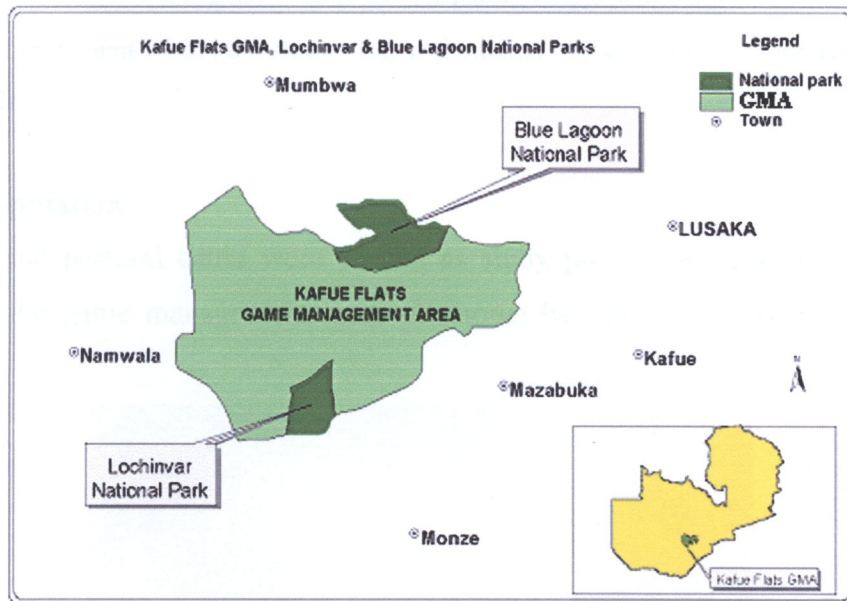 Kafue Flats GMA, Lochinvar & Blue Lagoon National Parks
Legend
National park
GMA
Town
Mumbwa
Blue Lagoon
National Park
LUSAKA
KAFUE FLATS
GAME MANAGEMENT AREA
Namwala
Kafue
Mazabuka
N
Lochinvar
National Park
Monze
Kafue Flats GMA